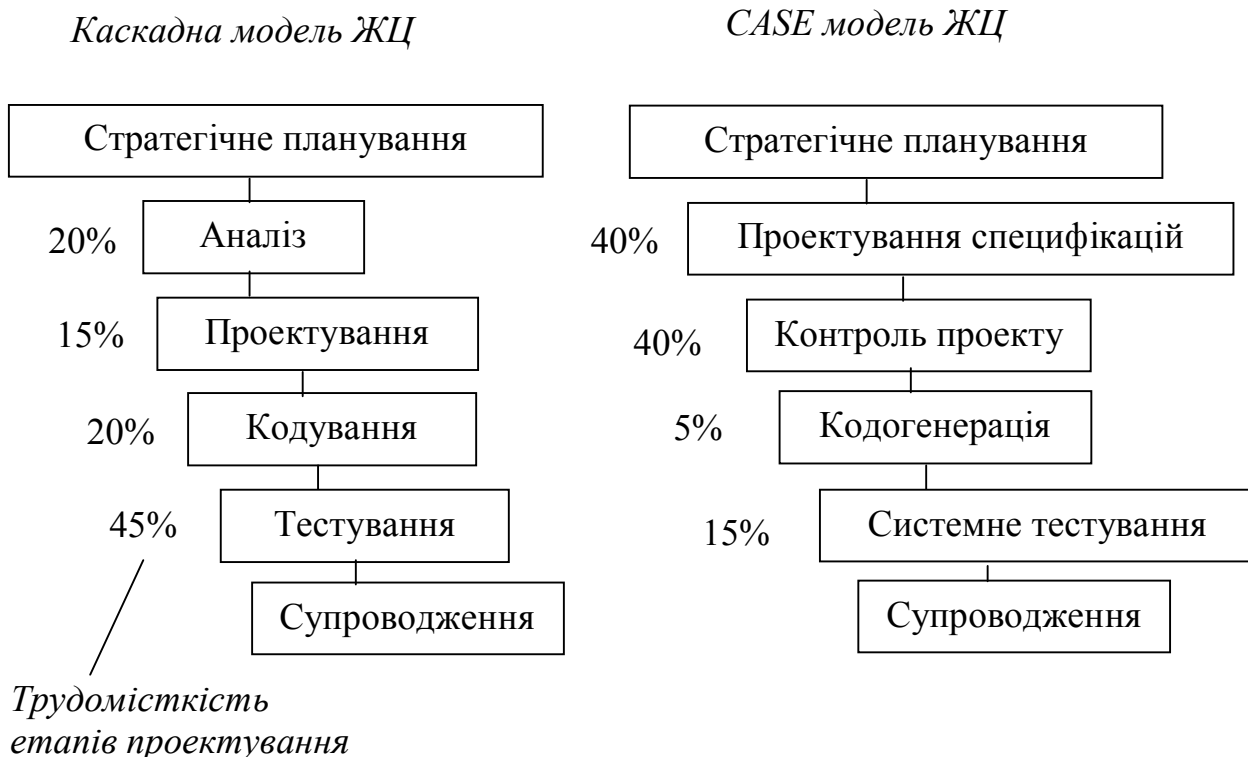 Каскадна модель ЖЦ
Стратегічне планування
20%
Аналіз
15%
Проектування
20%
Кодування
45%
Тестування
Супроводження
Трудомісткість
етапів проектування
CASE модель ЖЦ
Стратегічне планування
40%
Проектування специфікацій
40%
Контроль проекту
5%
Кодогенерація
15%
Системне тестування
Супроводження